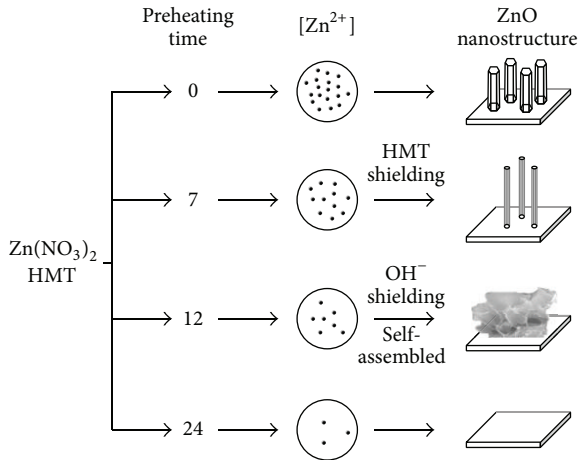 Preheating
time
[Zn²⁺]
ZnO
nanostructure
0
7
HMT
shielding
Zn(NO₃)₂
HMT
12
OH⁻
shielding
Self-
assembled
24